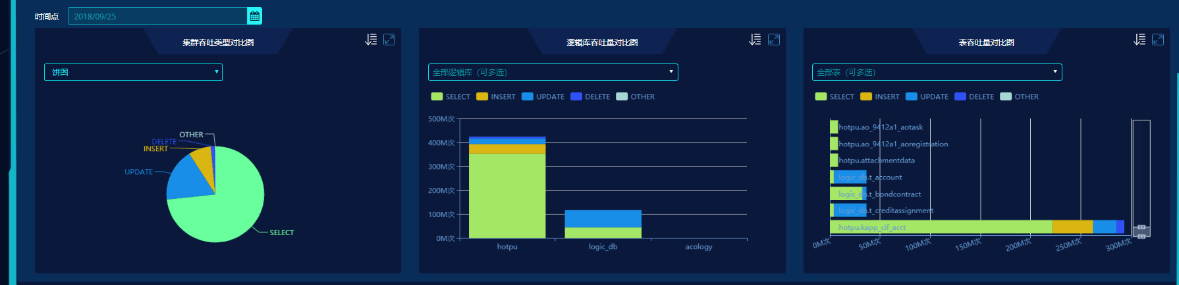 时间点 2018/09/25
集群吞吐类型对比图
饼图
OTHER
DELETE
INSERT
UPDATE
SELECT
逻辑库吞吐量对比图
全部逻辑库（可多选）
SELECT INSERT UPDATE DELETE OTHER
500M次
400M次
300M次
200M次
100M次
0M次
hotpu logic_db acology
表吞吐量对比图
全部表（可多选）
SELECT INSERT UPDATE DELETE OTHER
hotpu.ao_9412a1_aotask
hotpu.ao_9412a1_aoregistration
hotpu.attachmentdata
logic_db.t_account
logic_db.t_bondcontract
logic_db.t_creditassignment
hotpu.kapp_cif_acct
0M次 50M次 100M次 150M次 200M次 250M次 300M次